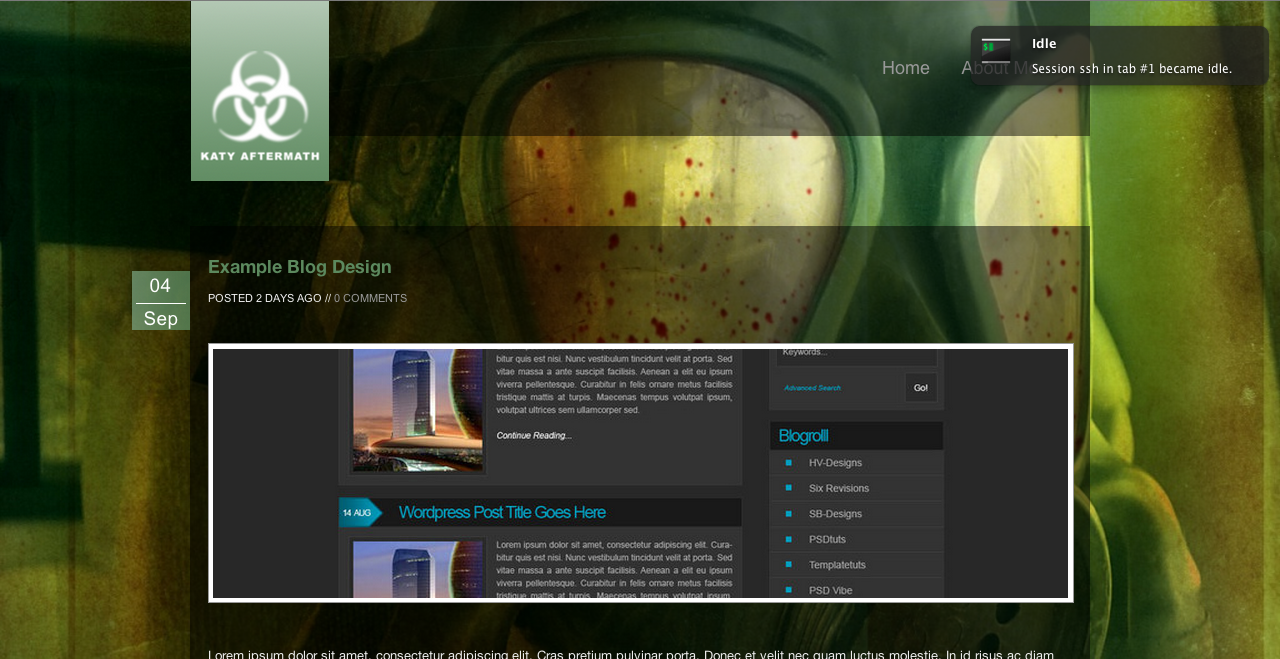 Idle
Session ssh in tab #1 became idle.
Home
About M
KATY AFTERMATH
04
Sep
Example Blog Design
POSTED 2 DAYS AGO // 0 COMMENTS
bitur quis est nisi. Nunc vestibulum tincidunt velit at porta. Sed
vitae massa a ante suscipit facilisis. Aenean a elit eu ipsum
viverra pellentesque. Curabitur in felis ornare metus facilisis
tristique mattis at turpis. Maecenas tempus volutpat ipsum,
volutpat ultrices sem ullamcorper sed.
Continue Reading...
Keywords...
Advanced Search
Go!
Blogrolll
HV-Designs
Six Revisions
SB-Designs
PSDtuts
Templatetuts
PSD Vibe
14 AUG
Wordpress Post Title Goes Here
Lorem ipsum dolor sit amet, consectetur adipiscing elit. Cura-
bitur quis est nisi. Nunc vestibulum tincidunt velit at porta. Sed
vitae massa a ante suscipit facilisis. Aenean a elit eu ipsum
viverra pellentesque. Curabitur in felis ornare metus facilisis
tristique mattis at turpis. Maecenas tempus volutpat ipsum,
Lorem ipsum dolor sit amet, consectetur adipiscing elit. Cras pretium pulvinar porta. Donec et velit nec quam luctus molestie. In id risus ac diam